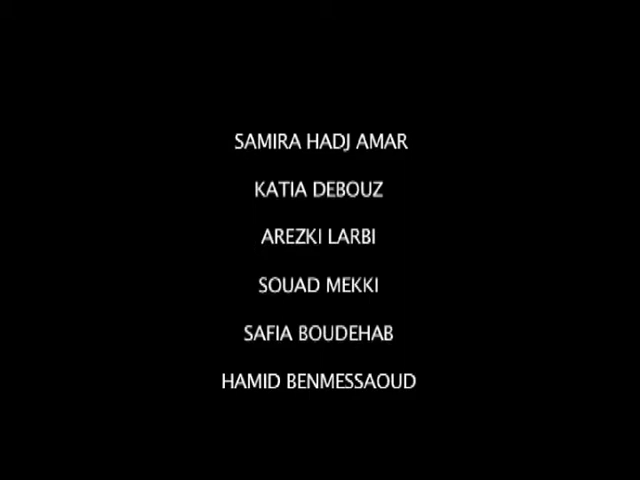 SAMIRA HADJ AMAR
KATIA DEBOUZ
AREZKI LARBI
SOUAD MEKKI
SAFIA BOUDEHAB
HAMID BENMESSAOUD